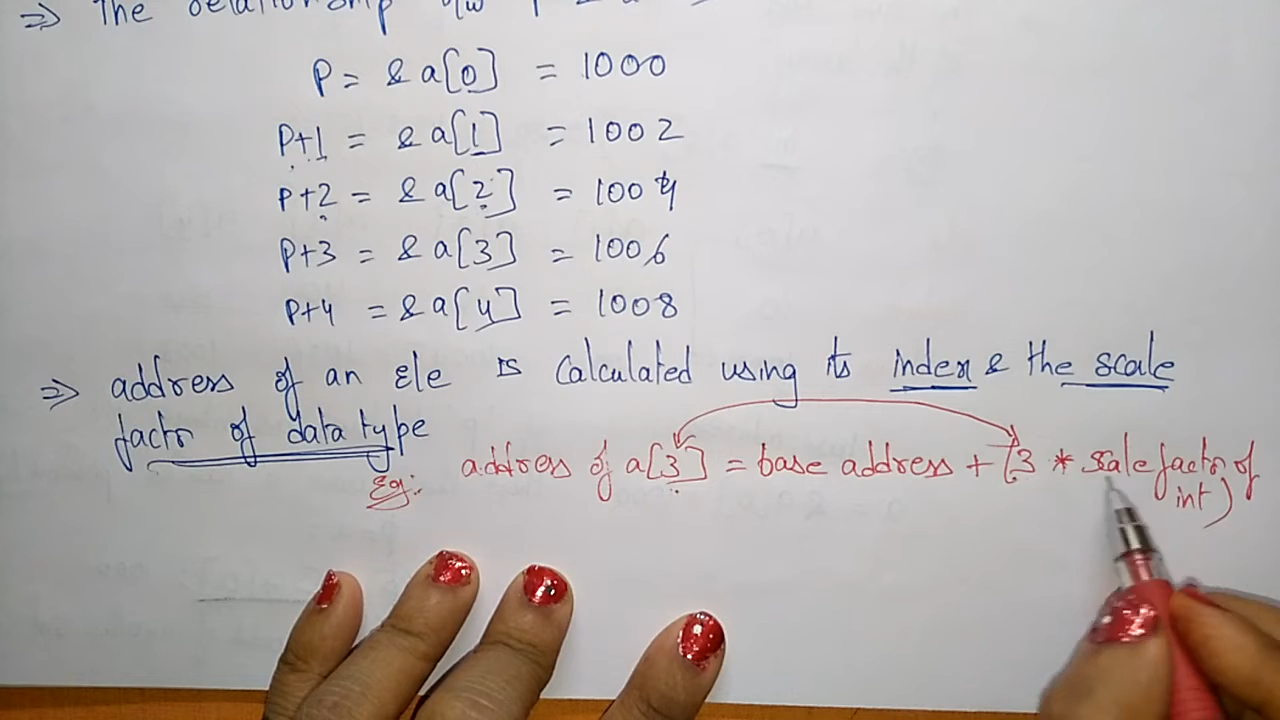 ⇒ The relationship b/w P & a
P = & a[0] = 1000
P+1 = & a[1] = 1002
P+2 = & a[2] = 1004
P+3 = & a[3] = 1006
P+4 = & a[4] = 1008
⇒ address of an ele is calculated using its index & the scale
factr of data type
Eg: address of a[3] = base address + (3 * scale factr of
int)